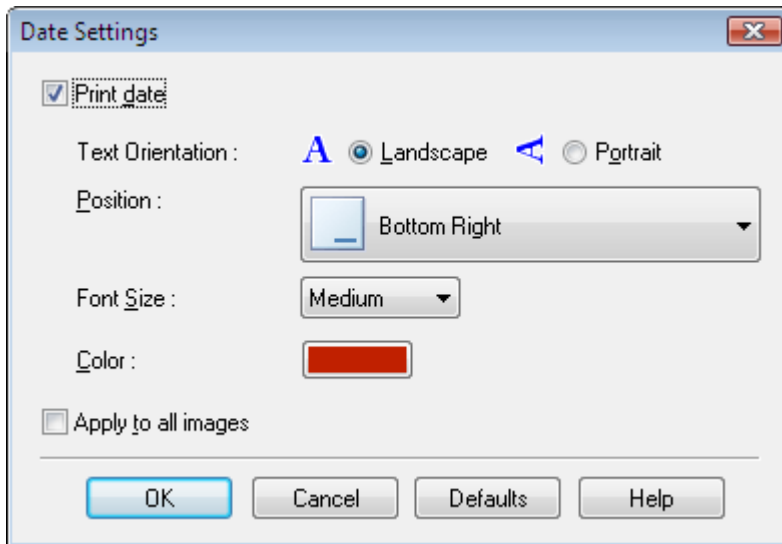 Date Settings
Print date
Text Orientation : A Landscape A Portrait
Position : Bottom Right
Font Size : Medium
Color :
Apply to all images
OK Cancel Defaults Help